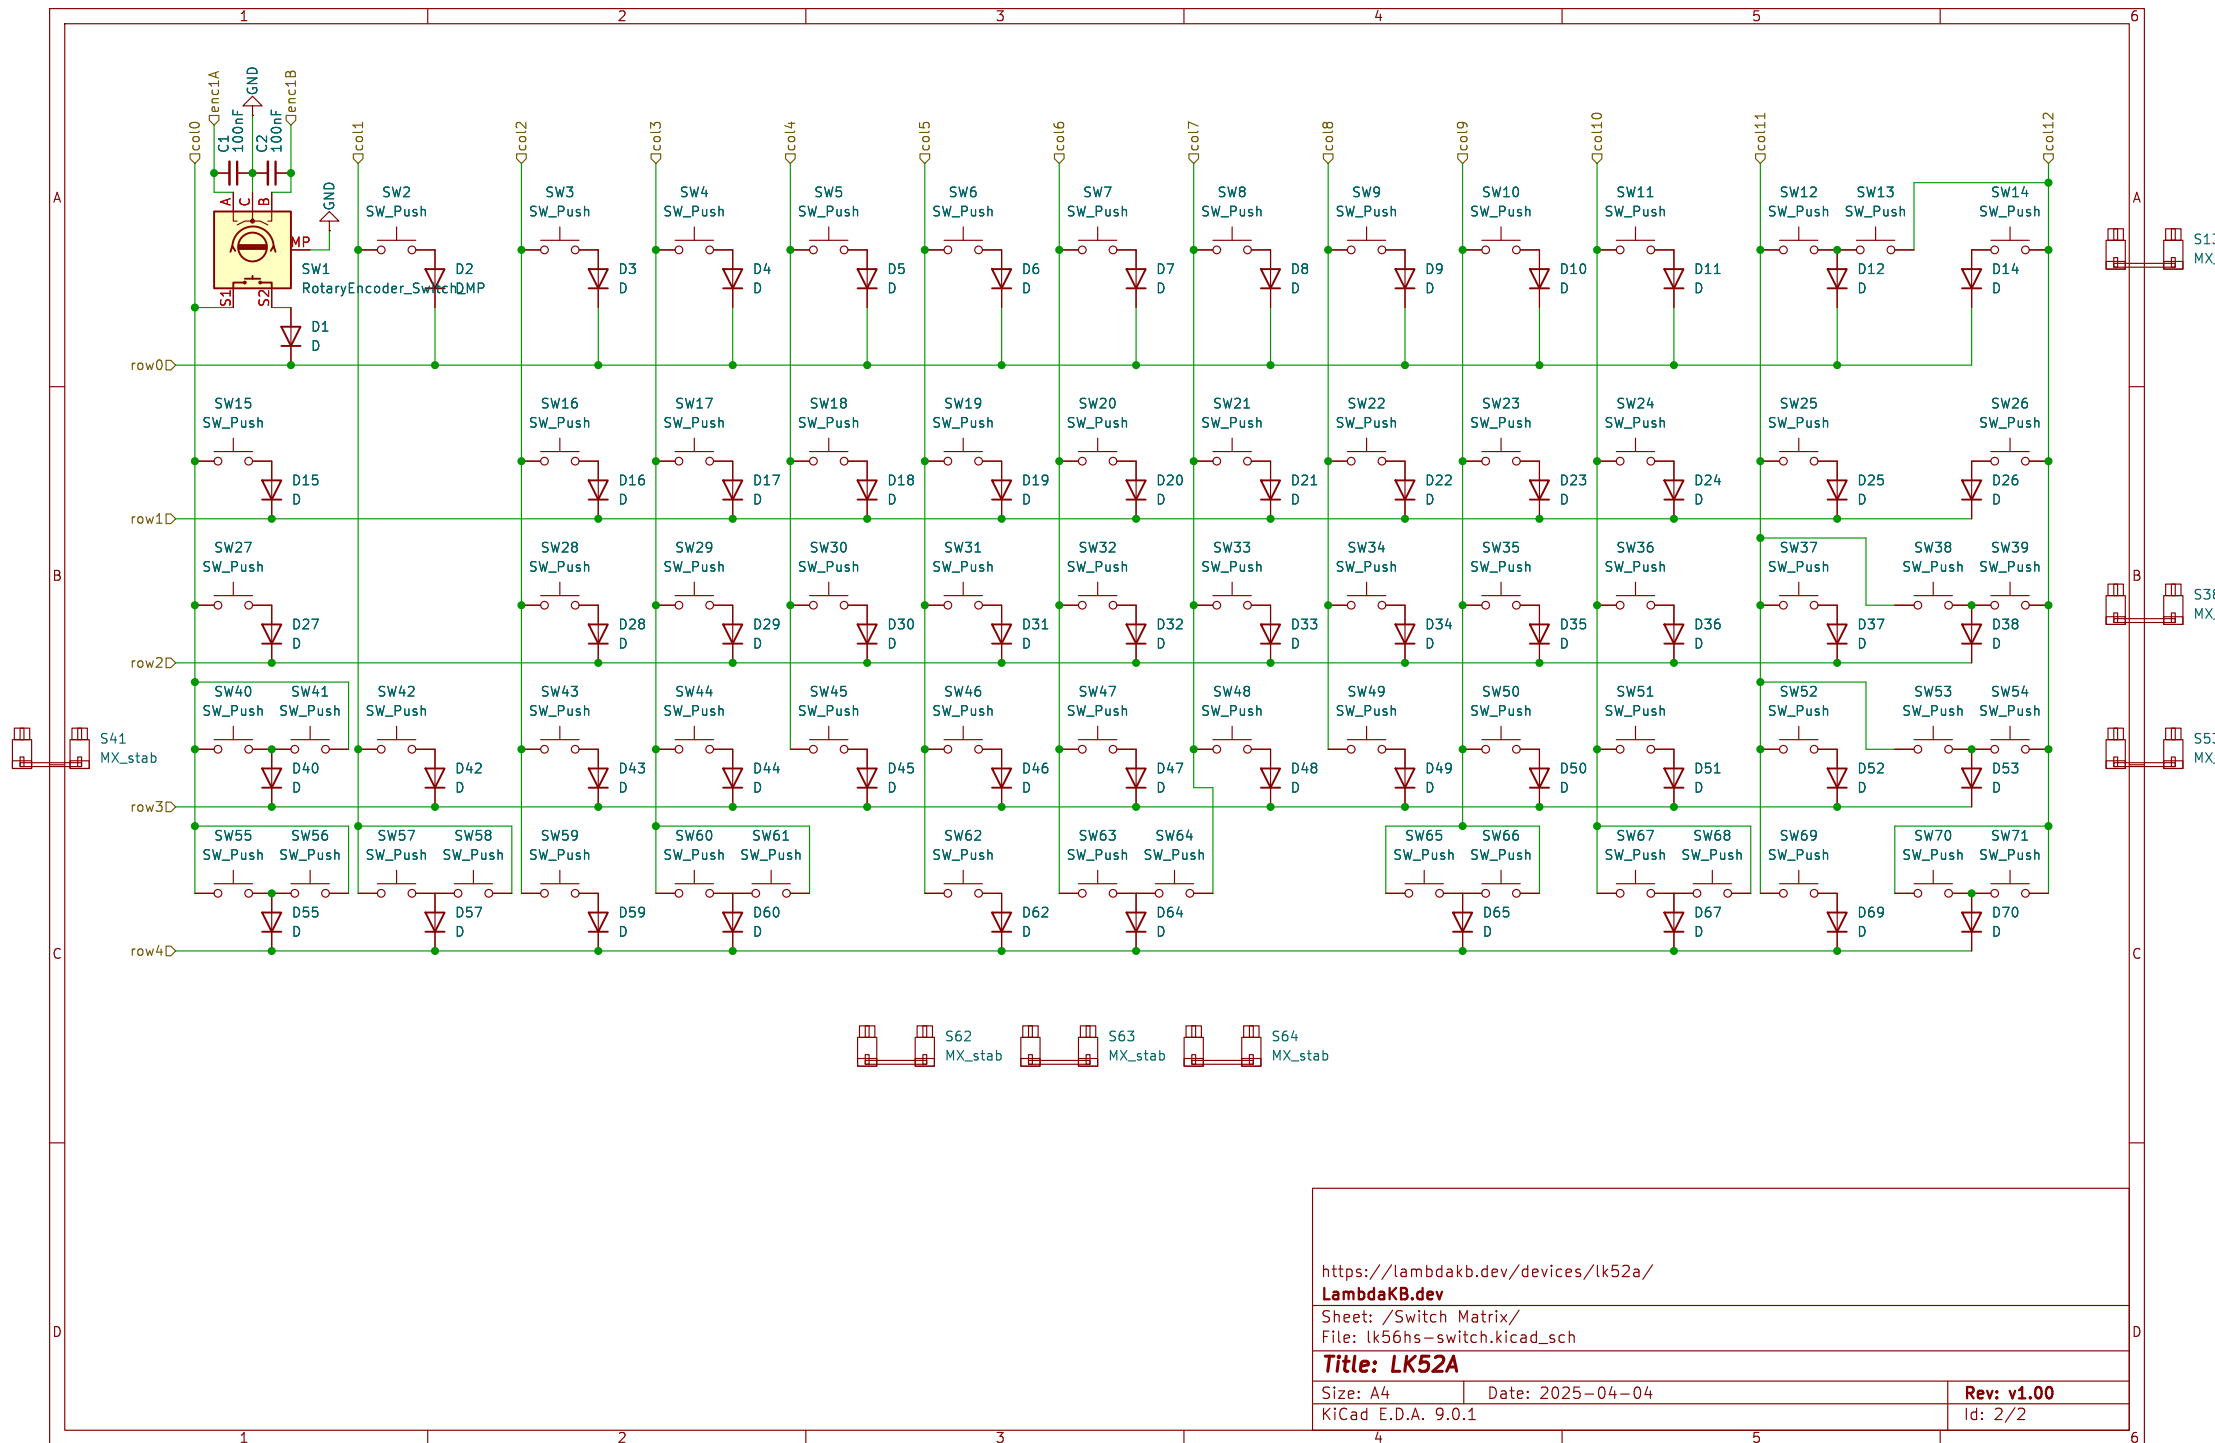 1 2 3 4 5 6
enc1A GND enc1B
C1 100nF C2 100nF
col0 col1 col2 col3 col4 col5 col6 col7 col8 col9 col10 col11 col12
A A
A C B GND
SW2 SW3 SW4 SW5 SW6 SW7 SW8 SW9 SW10 SW11 SW12 SW13 SW14
SW_Push SW_Push SW_Push SW_Push SW_Push SW_Push SW_Push SW_Push SW_Push SW_Push SW_Push SW_Push SW_Push
MP
SW1 D2 D3 D4 D5 D6 D7 D8 D9 D10 D11 D12 D14
RotaryEncoder_Switch_MP D D D D D D D D D D D D
S1 S2
D1
D
row0
SW15 SW16 SW17 SW18 SW19 SW20 SW21 SW22 SW23 SW24 SW25 SW26
SW_Push SW_Push SW_Push SW_Push SW_Push SW_Push SW_Push SW_Push SW_Push SW_Push SW_Push SW_Push
D15 D16 D17 D18 D19 D20 D21 D22 D23 D24 D25 D26
D D D D D D D D D D D D
row1
SW27 SW28 SW29 SW30 SW31 SW32 SW33 SW34 SW35 SW36 SW37 SW38 SW39
SW_Push SW_Push SW_Push SW_Push SW_Push SW_Push SW_Push SW_Push SW_Push SW_Push SW_Push SW_Push SW_Push
B B
D27 D28 D29 D30 D31 D32 D33 D34 D35 D36 D37 D38
D D D D D D D D D D D D
row2
SW40 SW41 SW42 SW43 SW44 SW45 SW46 SW47 SW48 SW49 SW50 SW51 SW52 SW53 SW54
SW_Push SW_Push SW_Push SW_Push SW_Push SW_Push SW_Push SW_Push SW_Push SW_Push SW_Push SW_Push SW_Push SW_Push SW_Push
S41
MX_stab
D40 D42 D43 D44 D45 D46 D47 D48 D49 D50 D51 D52 D53
D D D D D D D D D D D D D
row3
SW55 SW56 SW57 SW58 SW59 SW60 SW61 SW62 SW63 SW64 SW65 SW66 SW67 SW68 SW69 SW70 SW71
SW_Push SW_Push SW_Push SW_Push SW_Push SW_Push SW_Push SW_Push SW_Push SW_Push SW_Push SW_Push SW_Push SW_Push SW_Push SW_Push SW_Push
D55 D57 D59 D60 D62 D64 D65 D67 D69 D70
D D D D D D D D D D
row4
C C
S62 S63 S64
MX_stab MX_stab MX_stab
https://lambdakb.dev/devices/lk52a/
LambdaKB.dev
Sheet: /Switch Matrix/
File: lk56hs-switch.kicad_sch
D D
Title: LK52A
Size: A4 Date: 2025-04-04 Rev: v1.00
KiCad E.D.A. 9.0.1 Id: 2/2
1 2 3 4 5 6